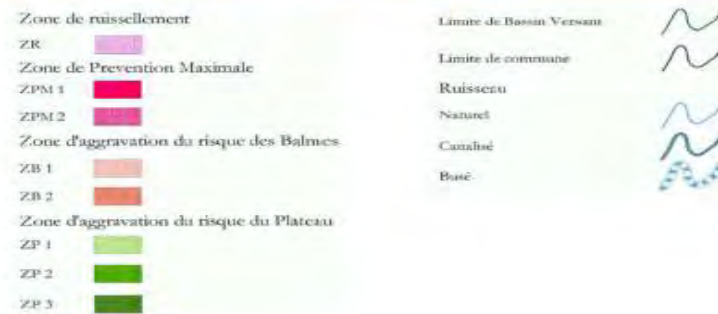 Zone de ruissellement
ZR
Zone de Prevention Maximale
ZPM 1
ZPM 2
Zone d'aggravation du risque des Balmes
ZB 1
ZB 2
Zone d'aggravation du risque du Plateau
ZP 1
ZP 2
ZP 3
Limite de Bassin Versant
Limite de commune
Ruisseau
Naturel
Canalisé
Busé